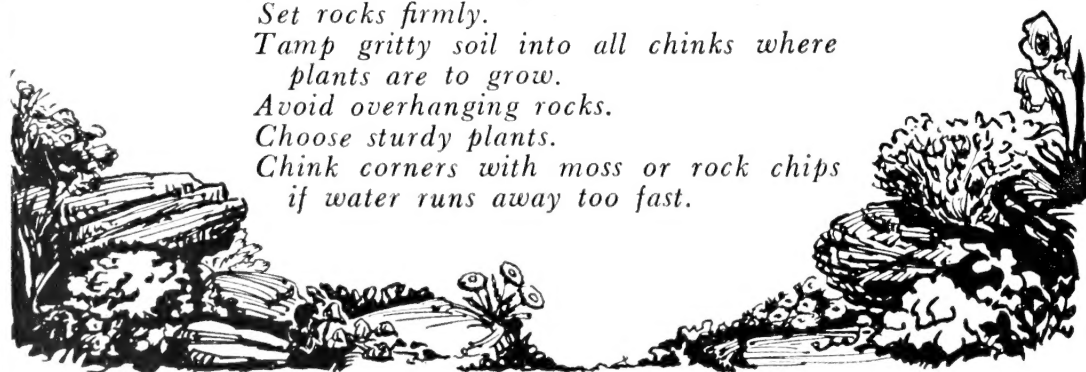 Set rocks firmly.
Tamp gritty soil into all chinks where
plants are to grow.
Avoid overhanging rocks.
Choose sturdy plants.
Chink corners with moss or rock chips
if water runs away too fast.